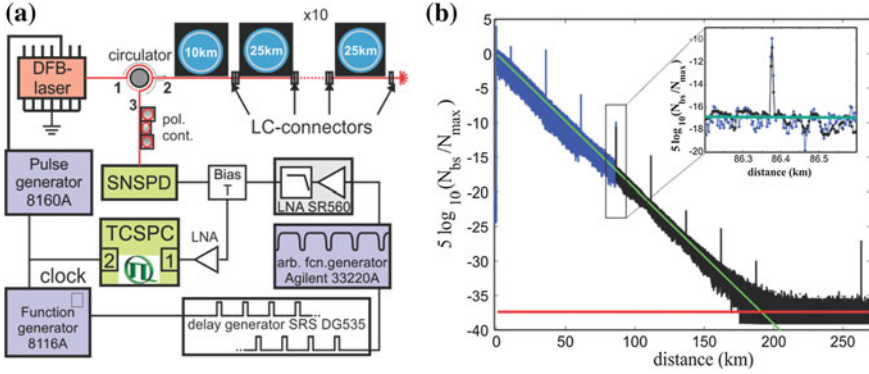 (a)
x10
10km
25km
25km
circulator
DFB-
laser
1
2
3
pol.
cont.
LC-connectors
Pulse
generator
8160A
SNSPD
Bias
T
LNA SR560
TCSPC
2
1
LNA
arb. fcn.generator
Agilent 33220A
clock
Function
generator
8116A
delay generator SRS DG535
(b)
5 log 10(Nbs/Nmax)
5
0
-5
-10
-15
-20
-25
-30
-35
-40
0
50
100
150
200
250
distance (km)
5 log10(Nbs/Nmax)
-10
-12
-14
-16
-18
-20
86.3
86.4
86.5
distance (km)